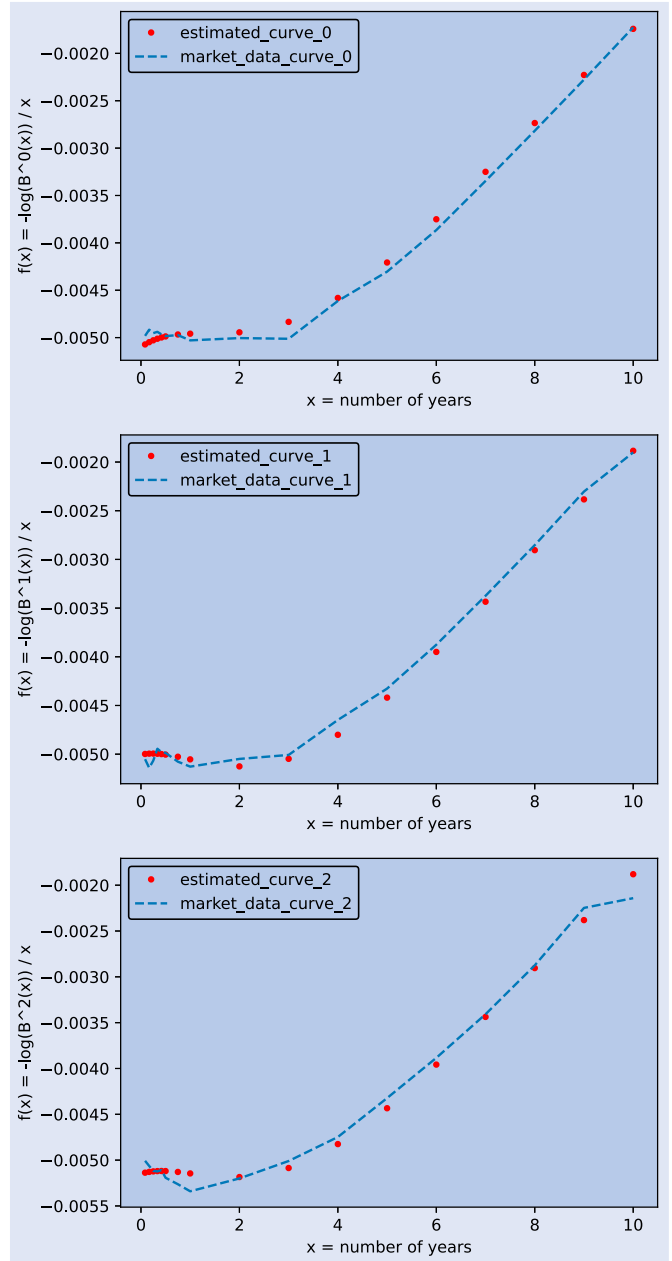 estimated_curve_0
market_data_curve_0
f(x) = -log(B^0(x)) / x
−0.0020
−0.0025
−0.0030
−0.0035
−0.0040
−0.0045
−0.0050
0 2 4 6 8 10
x = number of years
estimated_curve_1
market_data_curve_1
f(x) = -log(B^1(x)) / x
−0.0020
−0.0025
−0.0030
−0.0035
−0.0040
−0.0045
−0.0050
0 2 4 6 8 10
x = number of years
estimated_curve_2
market_data_curve_2
f(x) = -log(B^2(x)) / x
−0.0020
−0.0025
−0.0030
−0.0035
−0.0040
−0.0045
−0.0050
−0.0055
0 2 4 6 8 10
x = number of years